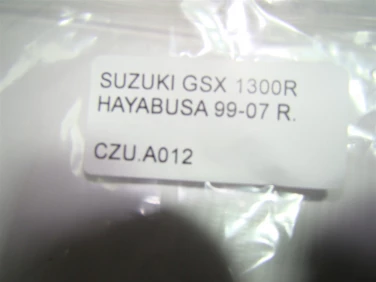 SUZUKI GSX 1300R
HAYABUSA 99-07 R.
CZU.A012